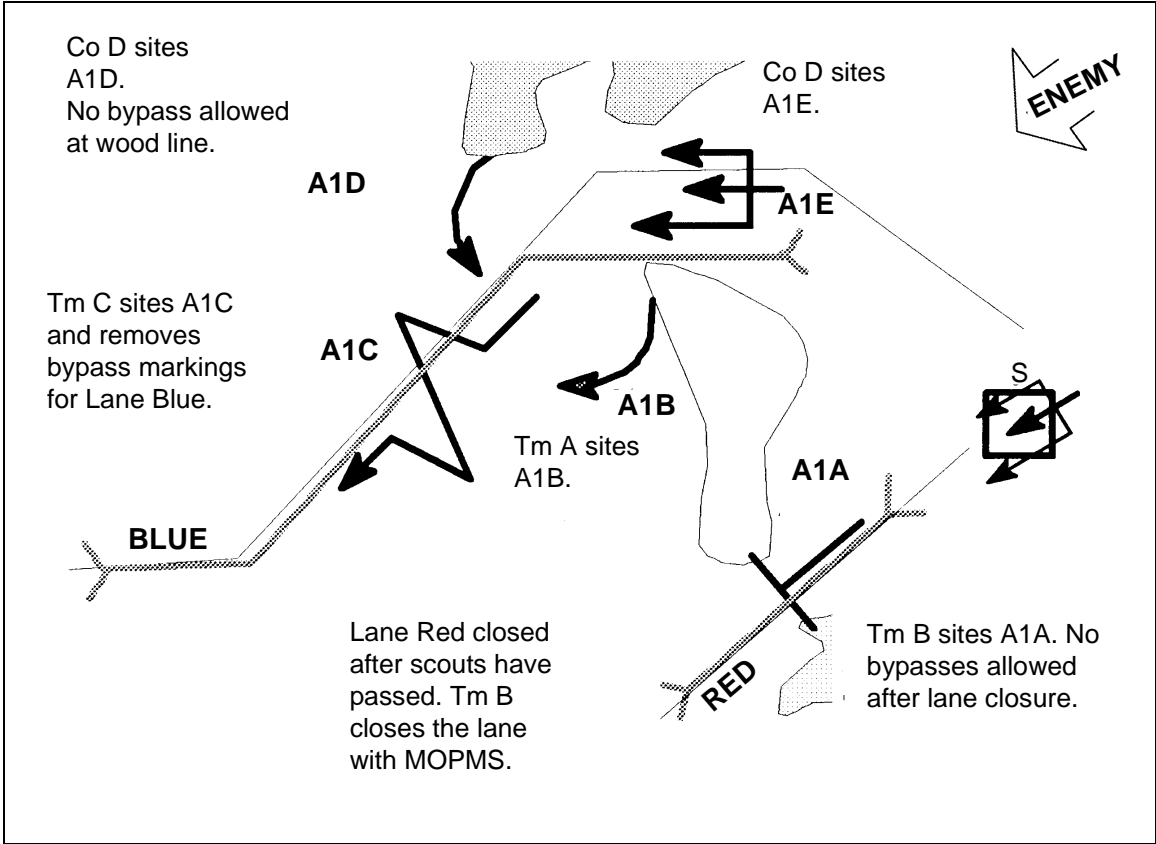 Co D sites
A1D.
No bypass allowed
at wood line.
Co D sites
A1E.
ENEMY
A1D
A1E
Tm C sites A1C
and removes
bypass markings
for Lane Blue.
A1C
A1B
Tm A sites
A1B.
S
A1A
BLUE
Lane Red closed
after scouts have
passed. Tm B
closes the lane
with MOPMS.
RED
Tm B sites A1A. No
bypasses allowed
after lane closure.